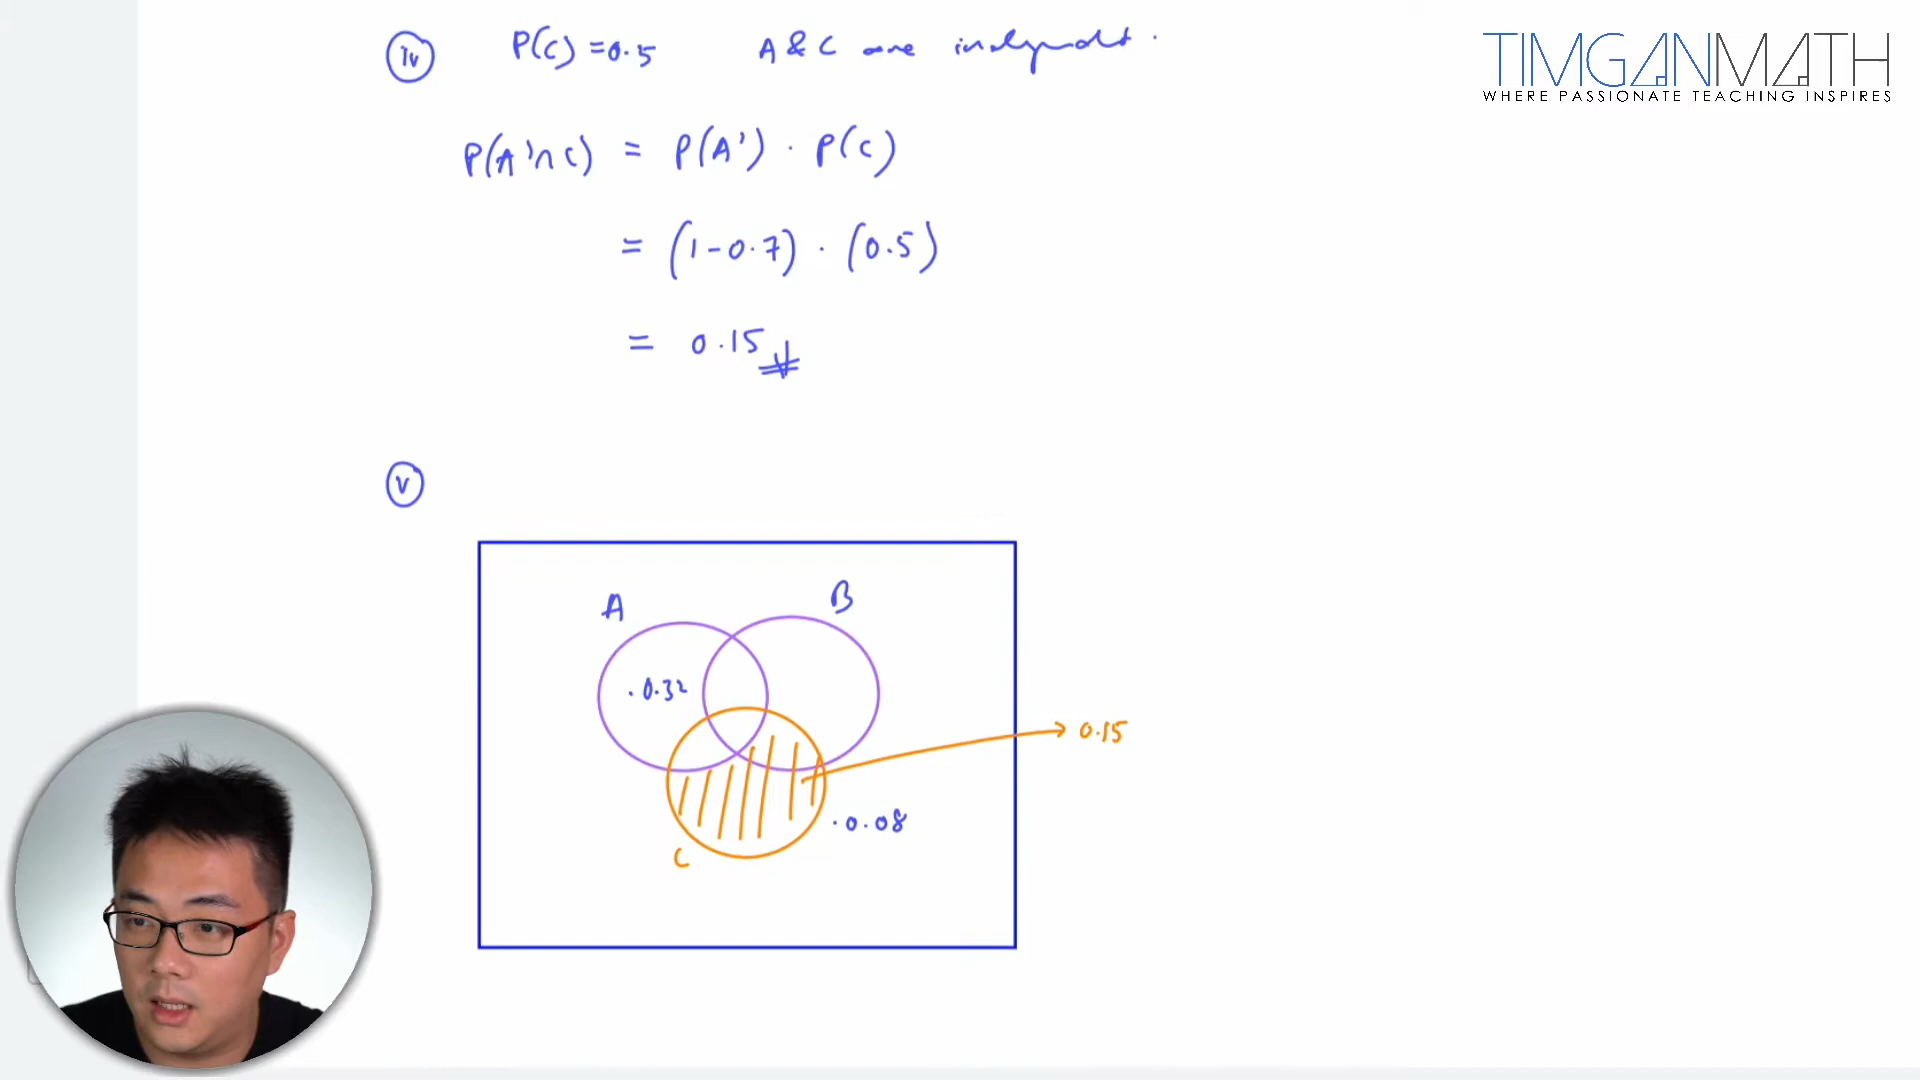 TIMGANMATH
WHERE PASSIONATE TEACHING INSPIRES
iv P(C) = 0.5 A & C are
P(A'∩C) = P(A') · P(C)
= (1-0.7) · (0.5)
= 0.15
v
A
B
. 0.32
0.15
. 0.08
C